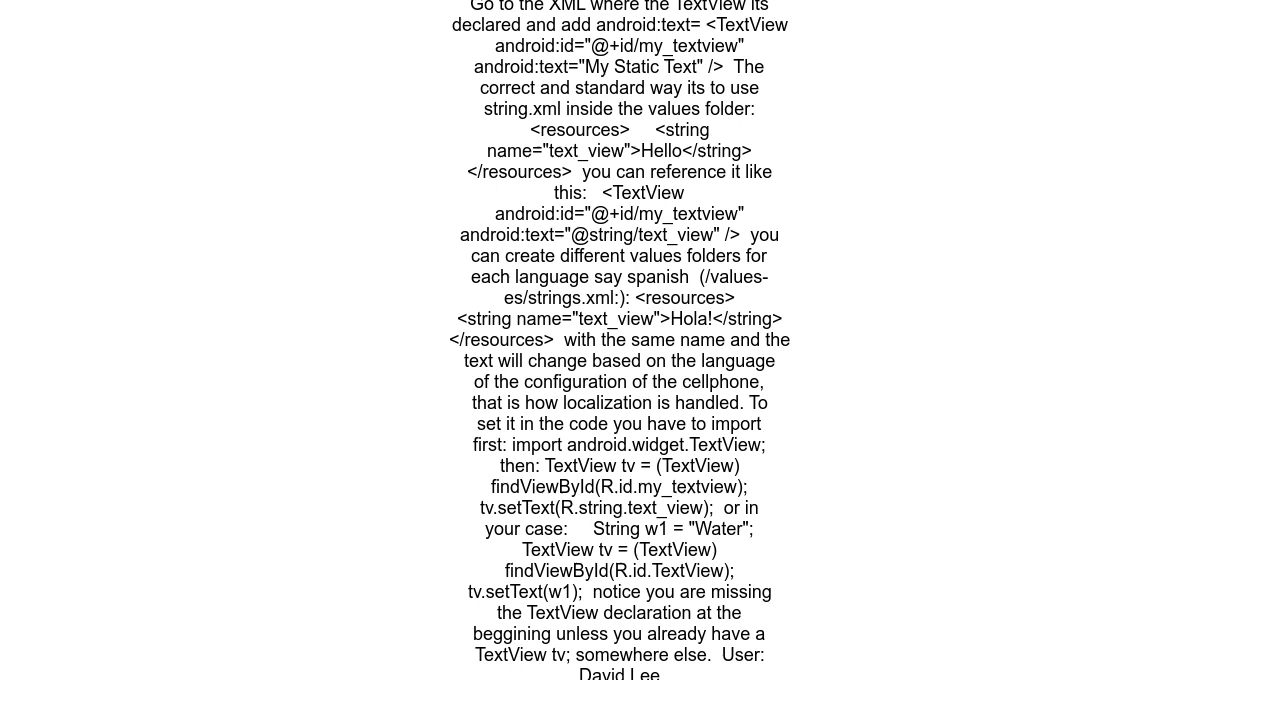 Go to the XML where the TextView its
declared and add android:text= <TextView
android:id="@+id/my_textview"
android:text="My Static Text" />  The
correct and standard way its to use
string.xml inside the values folder:
<resources>     <string
name="text_view">Hello</string>
</resources>  you can reference it like
this:   <TextView
android:id="@+id/my_textview"
android:text="@string/text_view" />  you
can create different values folders for
each language say spanish  (/values-
es/strings.xml:): <resources>
<string name="text_view">Hola!</string>
</resources>  with the same name and the
text will change based on the language
of the configuration of the cellphone,
that is how localization is handled. To
set it in the code you have to import
first: import android.widget.TextView;
then: TextView tv = (TextView)
findViewById(R.id.my_textview);
tv.setText(R.string.text_view);  or in
your case:     String w1 = "Water";
TextView tv = (TextView)
findViewById(R.id.TextView);
tv.setText(w1);  notice you are missing
the TextView declaration at the
beggining unless you already have a
TextView tv; somewhere else.  User:
David Lee